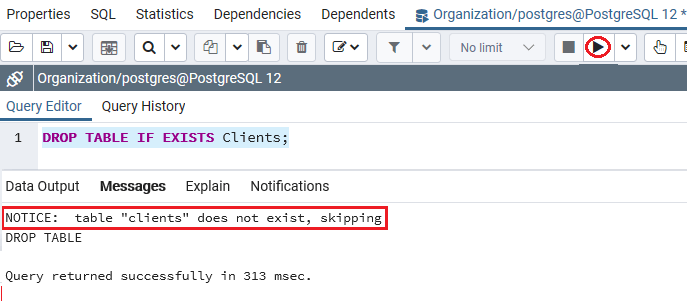 Properties SQL Statistics Dependencies Dependents Organization/postgres@PostgreSQL 12 *
No limit
Organization/postgres@PostgreSQL 12
Query Editor Query History
1 DROP TABLE IF EXISTS Clients;
Data Output Messages Explain Notifications
NOTICE:  table "clients" does not exist, skipping
DROP TABLE
Query returned successfully in 313 msec.